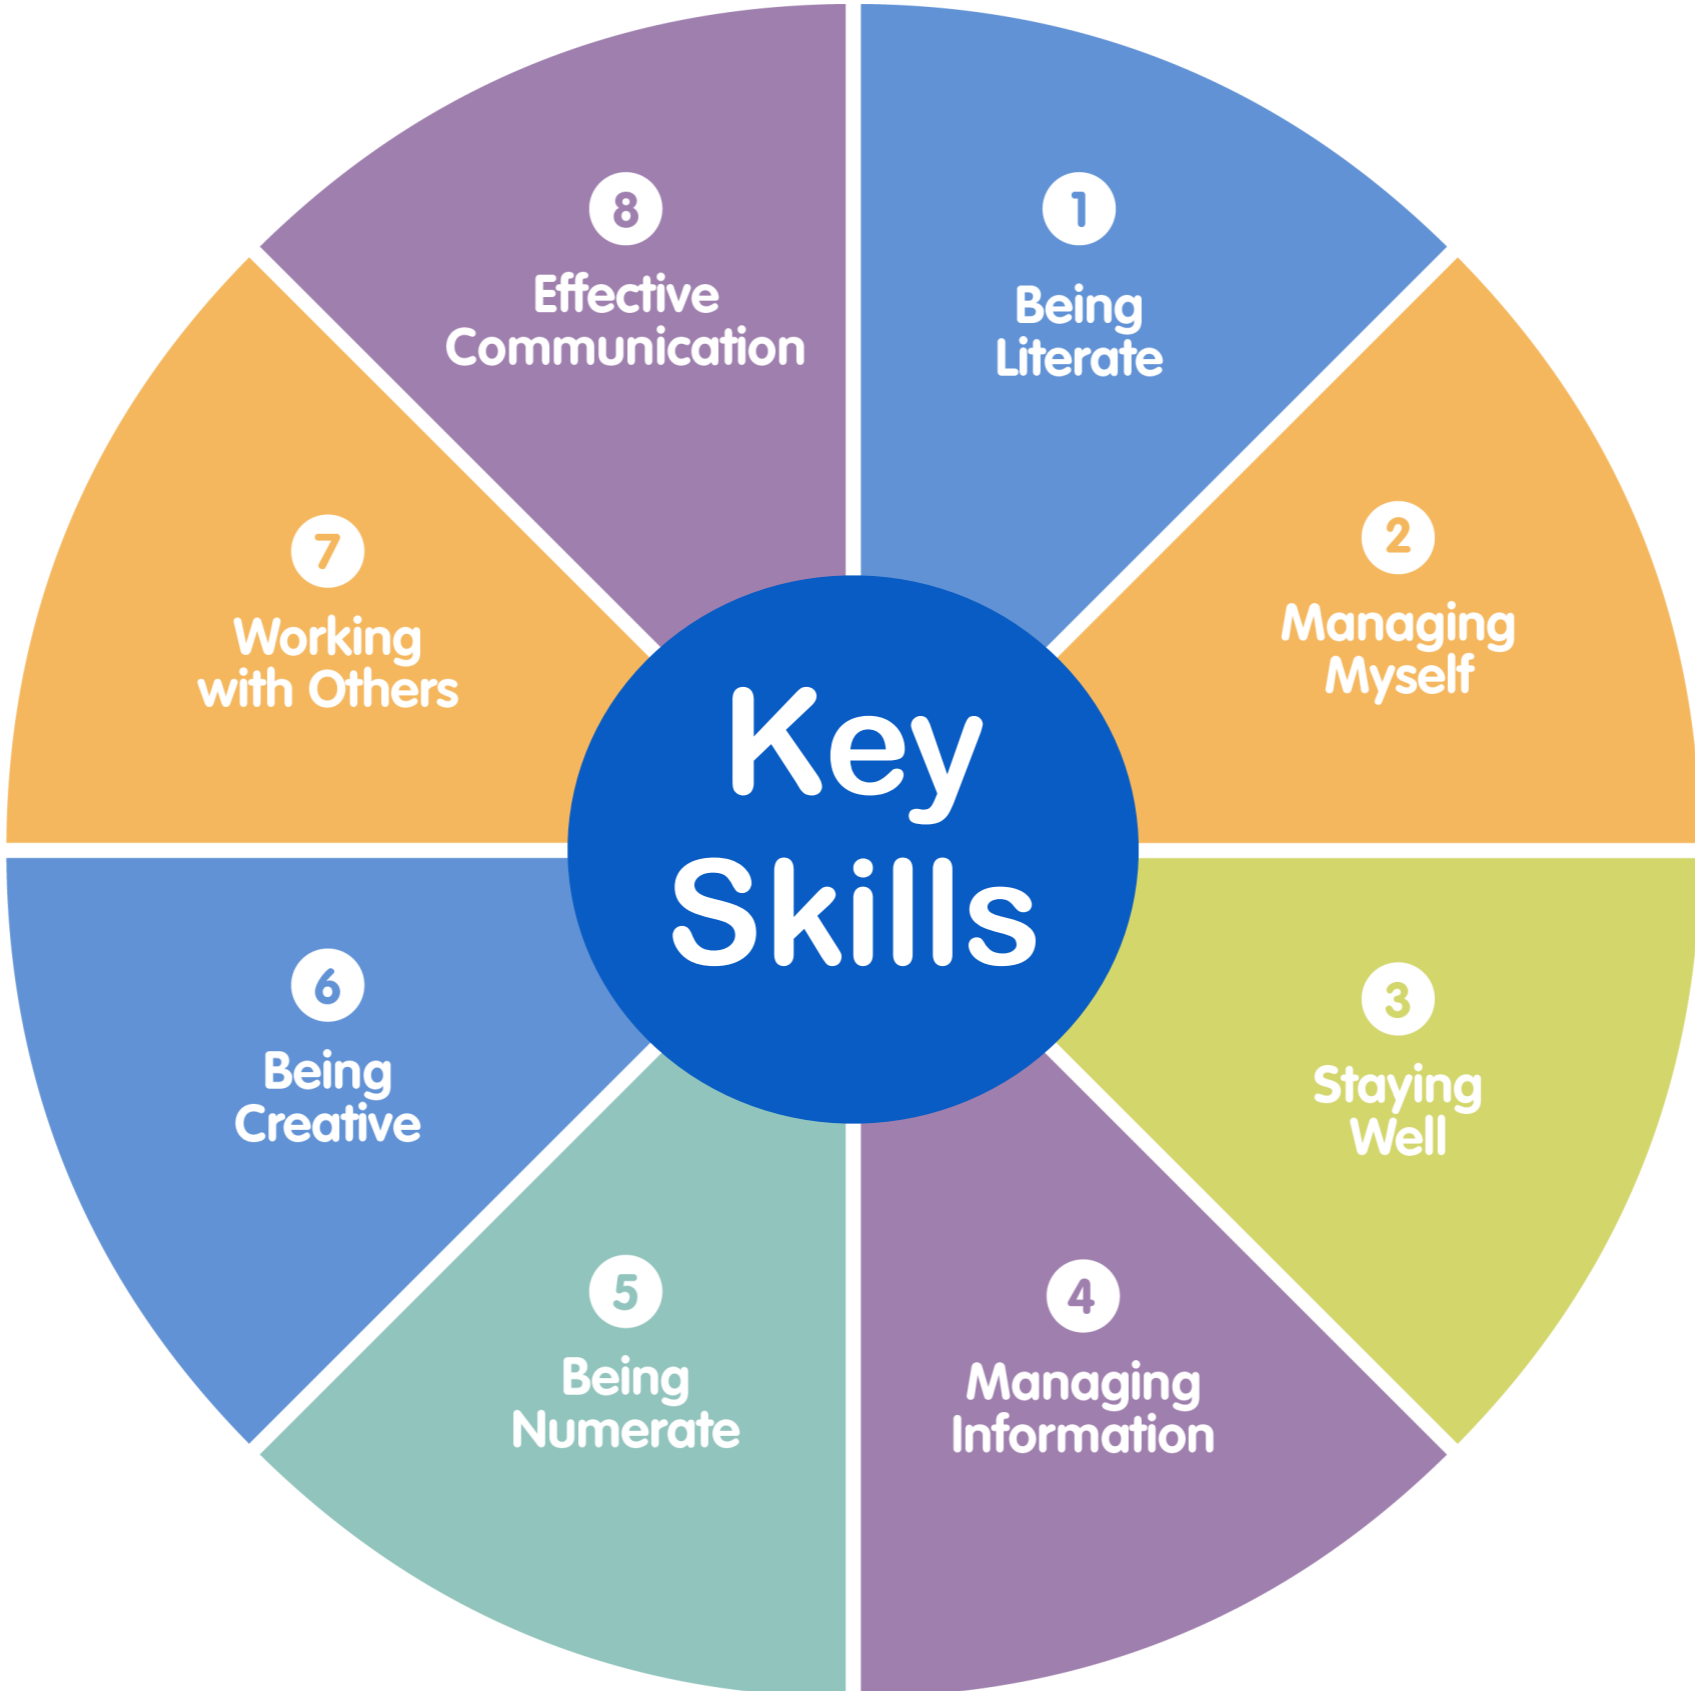 Key
Skills
1
Being
Literate
2
Managing
Myself
3
Staying
Well
4
Managing
Information
5
Being
Numerate
6
Being
Creative
7
Working
with Others
8
Effective
Communication